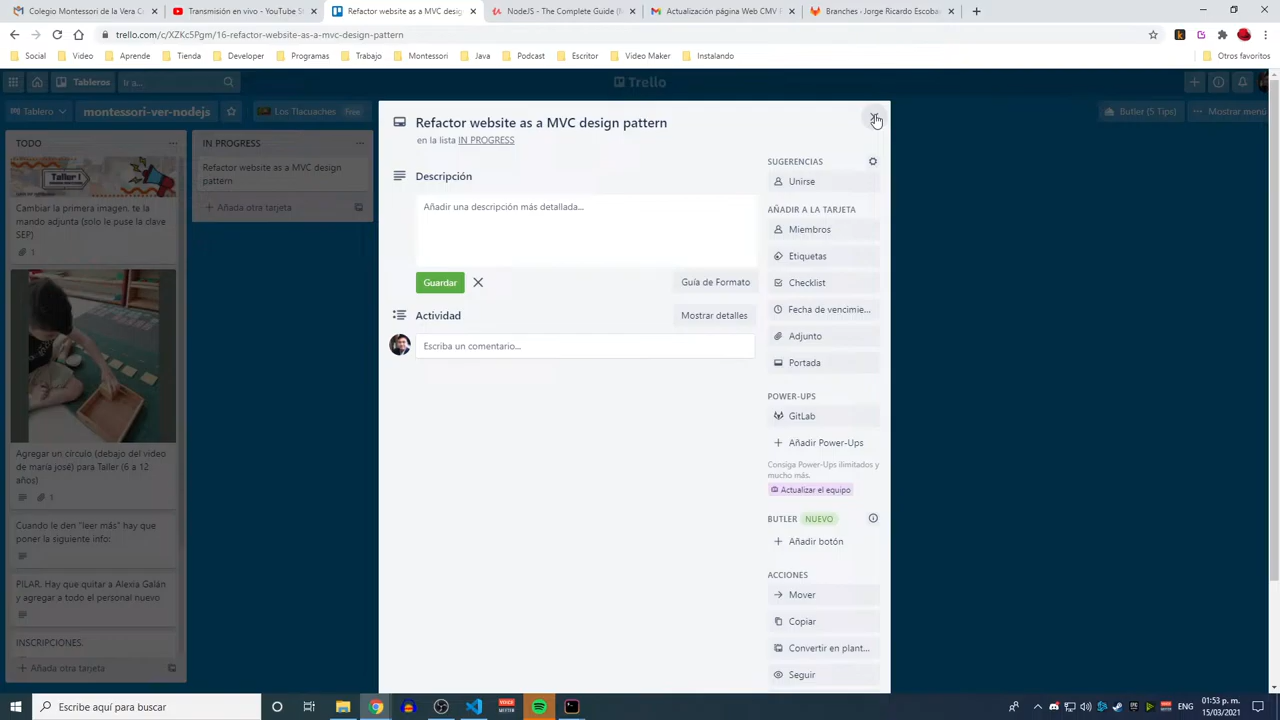 Colegio Montessori de la Vera C
Transmisión en vivo - YouTube S
Refactor website as a MVC desig
NodeJS - The Complete Guide (
Actualización página Web CMV
Branches · Jorge Ricardo Escoba
trello.com/c/XZKc5Pgm/16-refactor-website-as-a-mvc-design-pattern
Social
Video
Aprende
Tienda
Developer
Programas
Trabajo
Montessori
Java
Podcast
Escritor
Video Maker
Instalando
Otros favoritos
Tableros
Ir a...
Trello
Tablero
montessori-ver-nodejs
Los Tlacuaches
Free
Butler (5 Tips)
Mostrar menú
TODO
Taller 1
Cambiar la primera imagen, te la
mando adjunta (solo le puse cee
SEP)
1
Agregar un círculo (debajo del video
de maría josé) para Taller (6 a 12
años)
1
Cuando le den "leer más" hay que
poner la siguiente info:
PILAR. Hay que quitar a Alexia Galán
y agregar a todo el personal nuevo
INSCRIPCIONES.
Añada otra tarjeta
IN PROGRESS
Refactor website as a MVC design
pattern
Añada otra tarjeta
Refactor website as a MVC design pattern
en la lista IN PROGRESS
Descripción
Añadir una descripción más detallada...
Guardar
Guía de Formato
Actividad
Mostrar detalles
Escriba un comentario...
SUGERENCIAS
Unirse
AÑADIR A LA TARJETA
Miembros
Etiquetas
Checklist
Fecha de vencimie...
Adjunto
Portada
POWER-UPS
GitLab
Añadir Power-Ups
Consiga Power-Ups ilimitados y
mucho más.
Actualizar el equipo
BUTLER NUEVO
Añadir botón
ACCIONES
Mover
Copiar
Convertir en plant...
Seguir
Escribe aquí para buscar
ENG
01:53 p. m.
15/03/2021